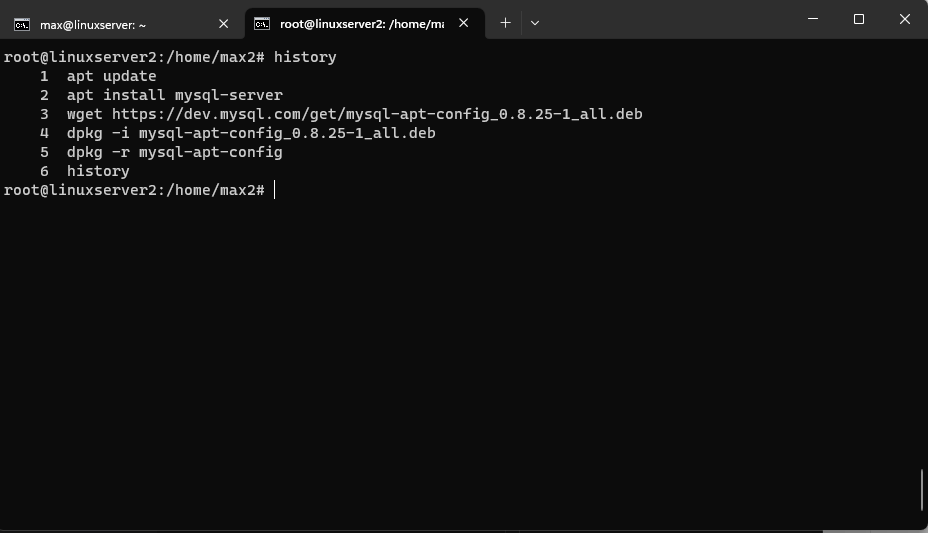 max@linuxserver: ~
root@linuxserver2: /home/ma
root@linuxserver2:/home/max2# history
1 apt update
2 apt install mysql-server
3 wget https://dev.mysql.com/get/mysql-apt-config_0.8.25-1_all.deb
4 dpkg -i mysql-apt-config_0.8.25-1_all.deb
5 dpkg -r mysql-apt-config
6 history
root@linuxserver2:/home/max2#